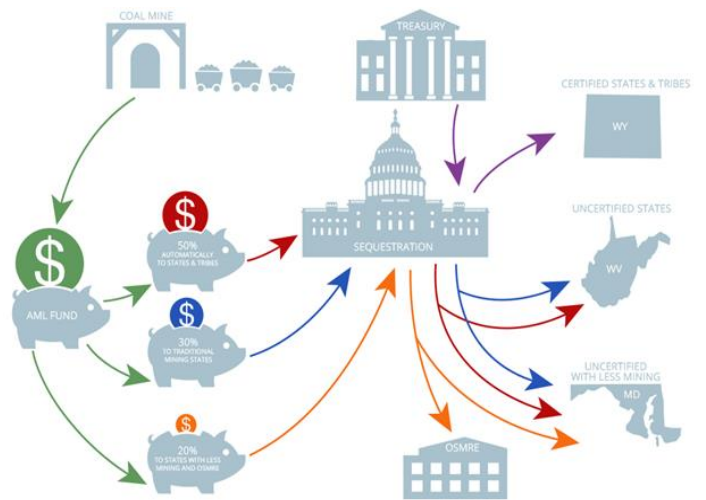 COAL MINE
TREASURY
CERTIFIED STATES & TRIBES
WY
$
50%
AUTOMATICALLY
TO STATES & TRIBES
SEQUESTRATION
UNCERTIFIED STATES
WV
$
AML FUND
$
30%
TO TRADITIONAL
MINING STATES
UNCERTIFIED
WITH LESS MINING
MD
$
20%
TO STATES WITH LESS
MINING AND OSMRE
OSMRE